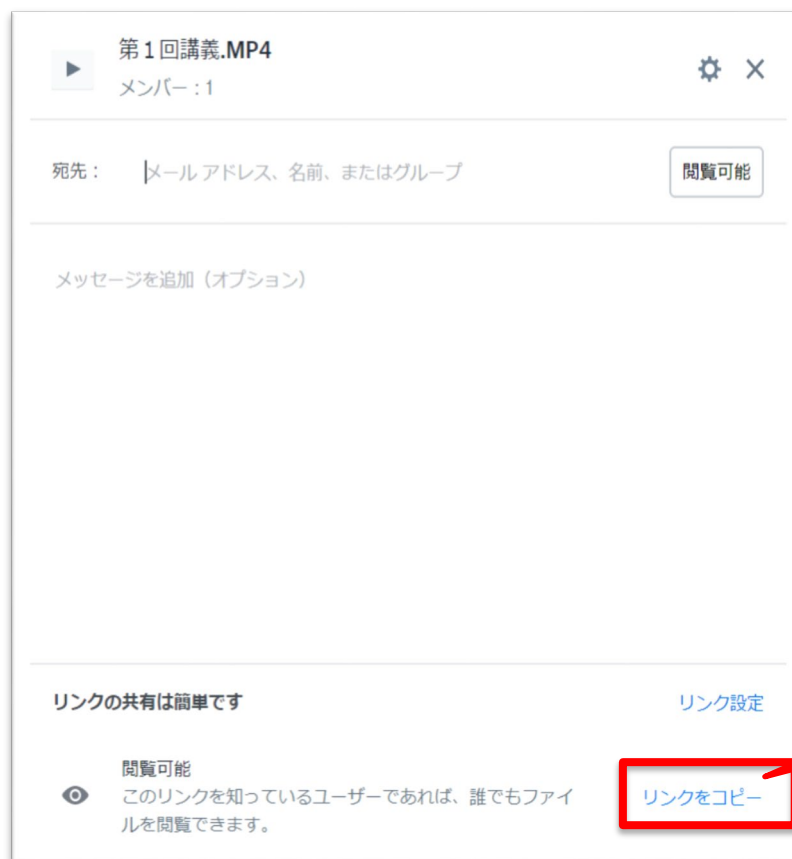 第１回講義.MP4
メンバー：1
宛先：
メール アドレス、名前、またはグループ
閲覧可能
メッセージを追加（オプション）
リンクの共有は簡単です
リンク設定
閲覧可能
このリンクを知っているユーザーであれば、誰でもファイ
ルを閲覧できます。
リンクをコピー